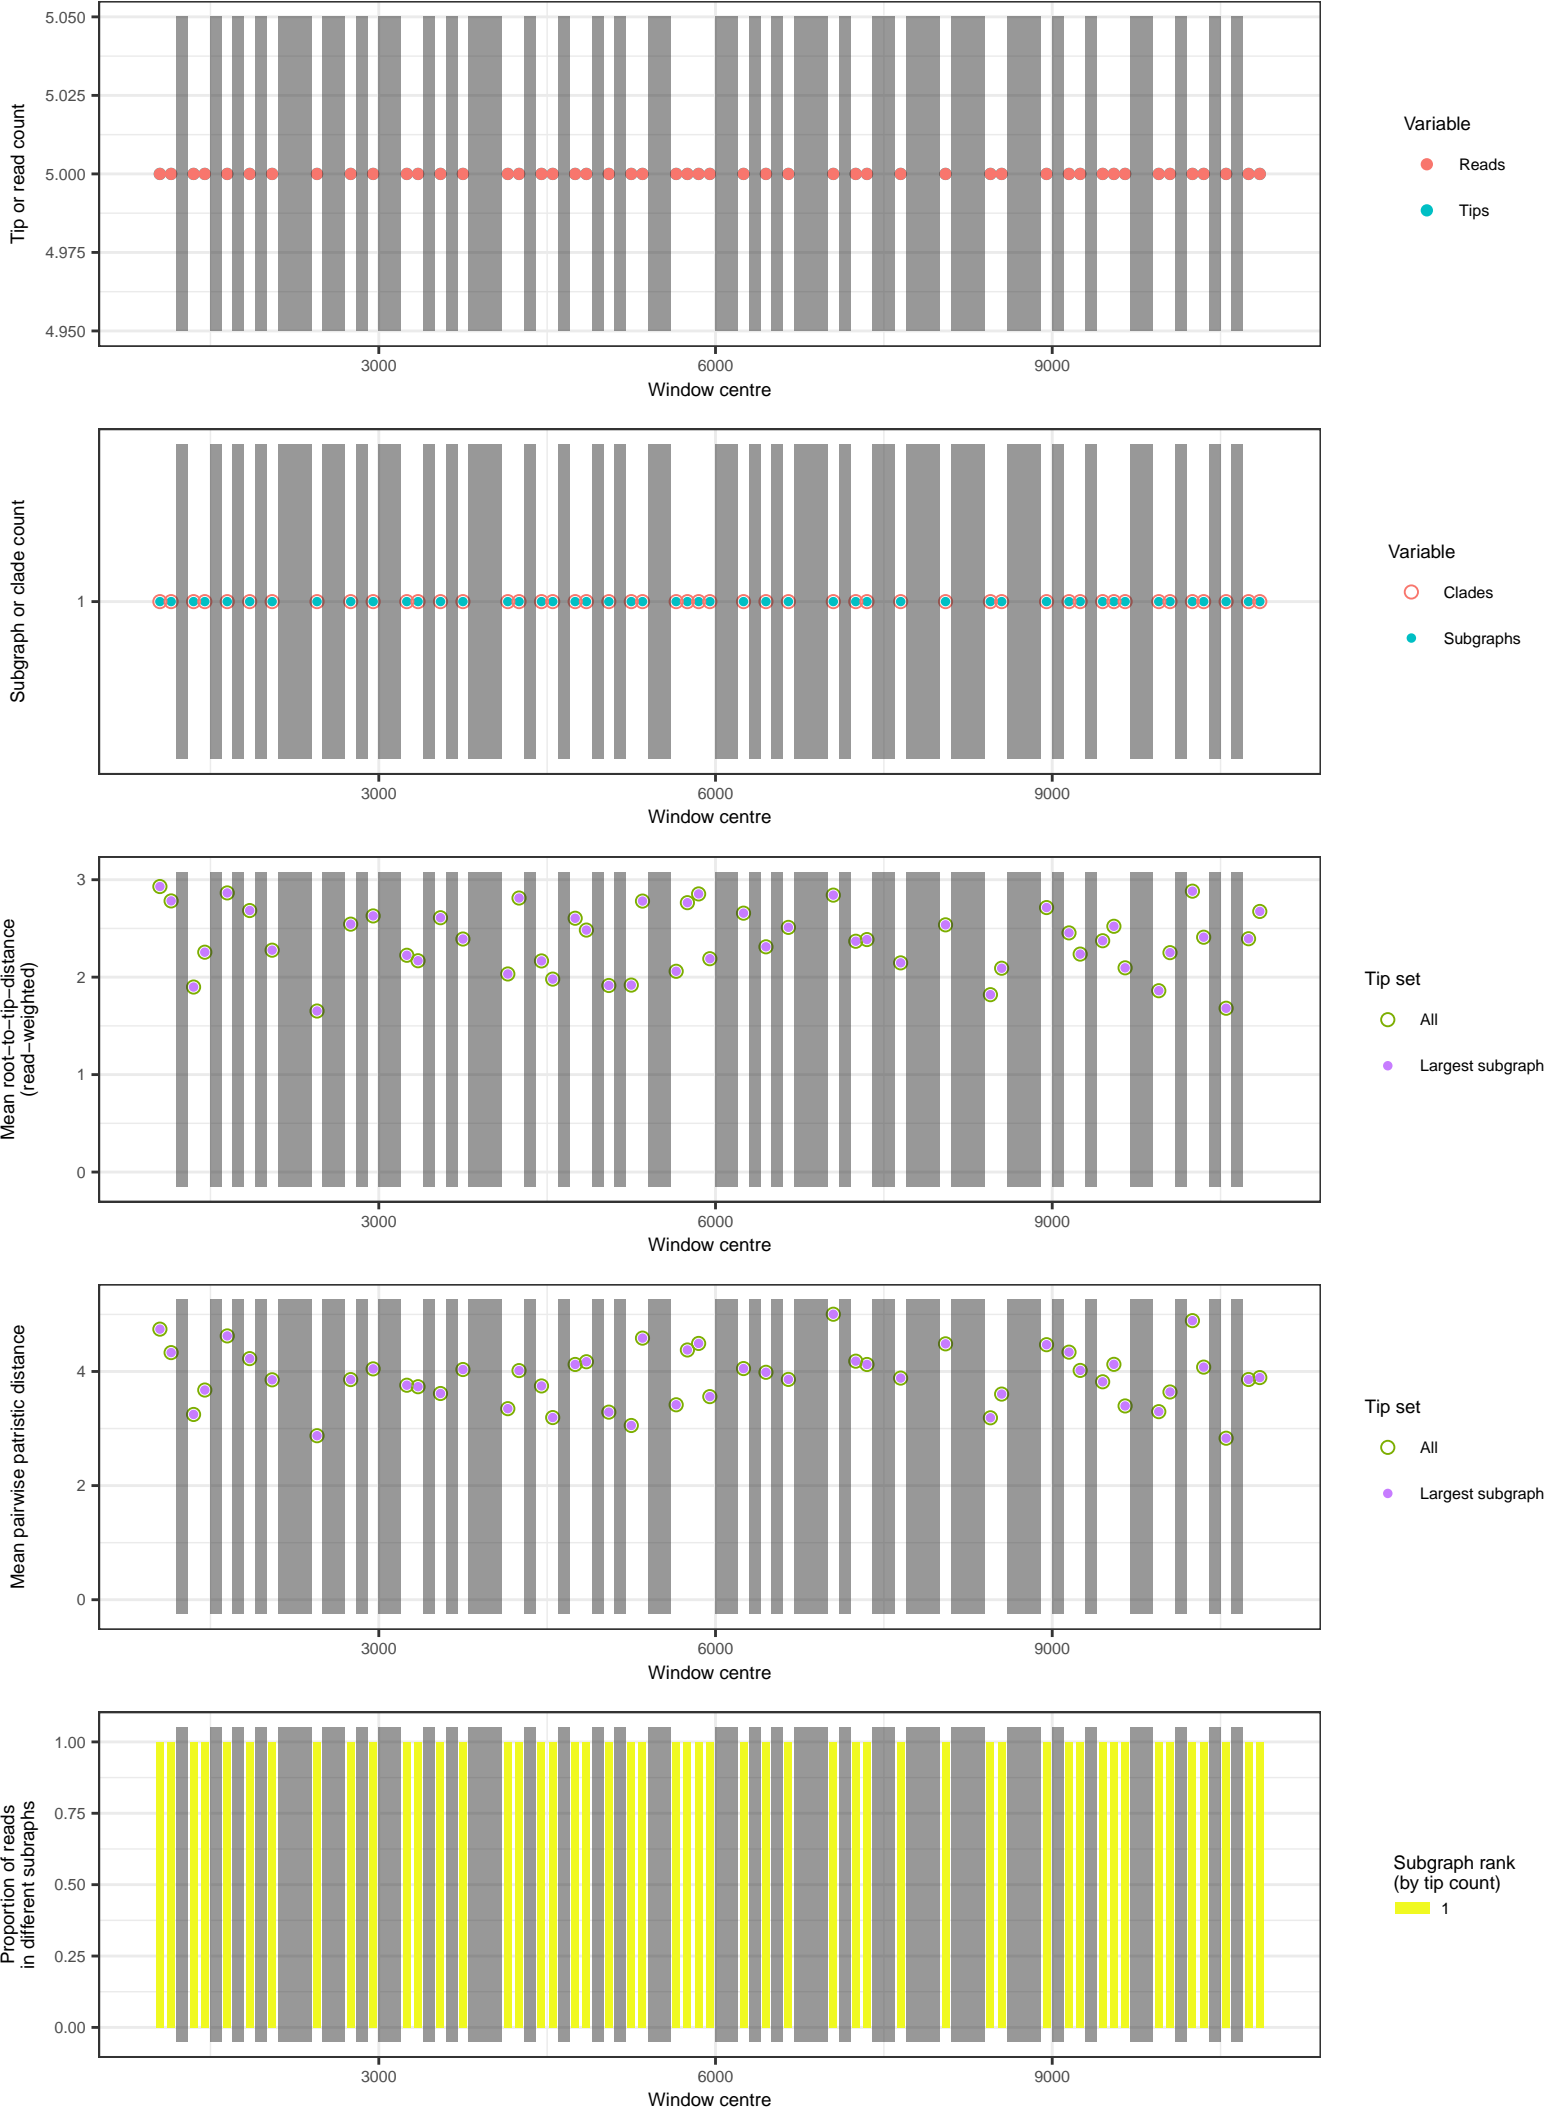 5.050
5.025
5.000
4.975
4.950
Tip or read count
3000 6000 9000
Window centre
Variable
Reads
Tips
1
Subgraph or clade count
3000 6000 9000
Window centre
Variable
Clades
Subgraphs
3
2
1
0
Mean root−to−tip−distance
(read−weighted)
3000 6000 9000
Window centre
Tip set
All
Largest subgraph
4
2
0
Mean pairwise patristic distance
3000 6000 9000
Window centre
Tip set
All
Largest subgraph
1.00
0.75
0.50
0.25
0.00
Proportion of reads
in different subraphs
3000 6000 9000
Window centre
Subgraph rank
(by tip count)
1